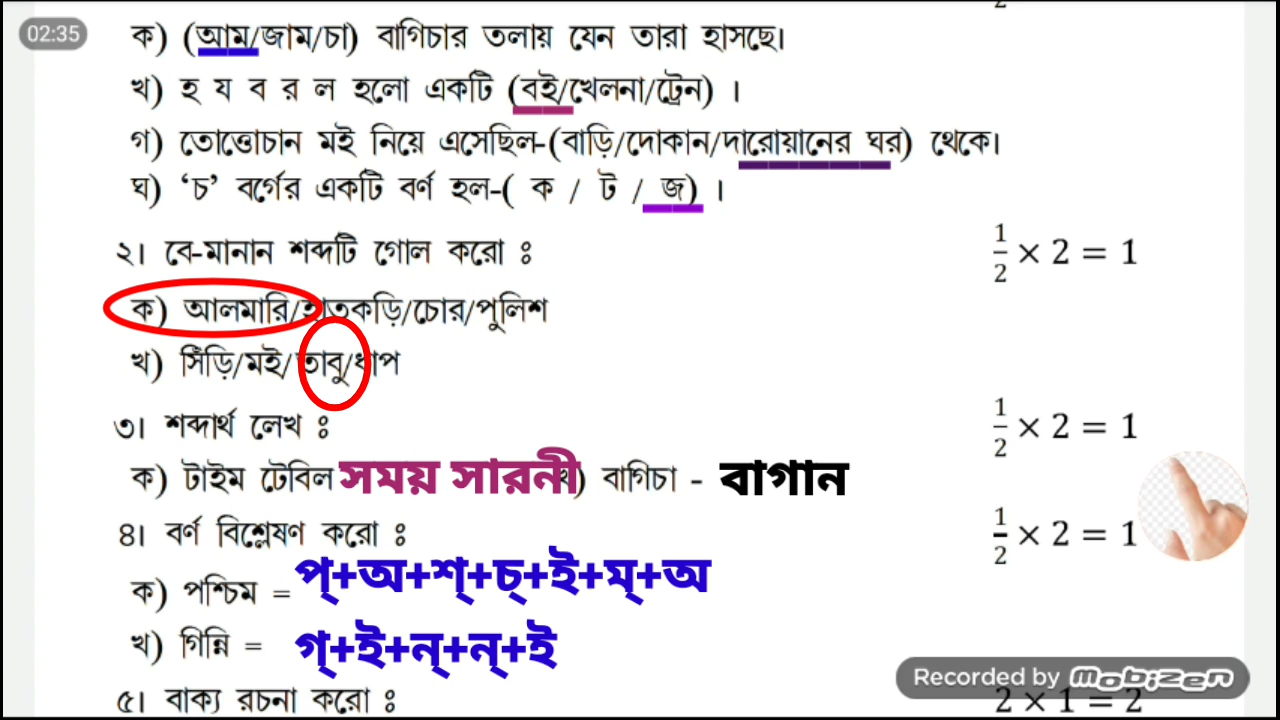 02:35
ক) (আম/জাম/চা) বাগিচার তলায় যেন তারা হাসছে।
খ) হ য ব র ল হলো একটি (বই/খেলনা/ট্রেন) ।
গ) তোত্তোচান মই নিয়ে এসেছিল-(বাড়ি/দোকান/দারোয়ানের ঘর) থেকে।
ঘ) ‘চ’ বর্গের একটি বর্ণ হল-( ক / ট / জ) ।
২। বে-মানান শব্দটি গোল করো ঃ 1/2 × 2 = 1
ক) আলমারি/হাতকড়ি/চোর/পুলিশ
খ) সিঁড়ি/মই/তাবু/ধাপ
৩। শব্দার্থ লেখ ঃ 1/2 × 2 = 1
ক) টাইম টেবিল সময় সারনী খ) বাগিচা - বাগান
৪। বর্ণ বিশ্লেষণ করো ঃ 1/2 × 2 = 1
ক) পশ্চিম = প্+অ+শ্+চ্+ই+ম্+অ
খ) গিন্নি = গ্+ই+ন্+ন্+ই
Recorded by mobizen
৫। বাক্য রচনা করো ঃ 2 × 1 = 2